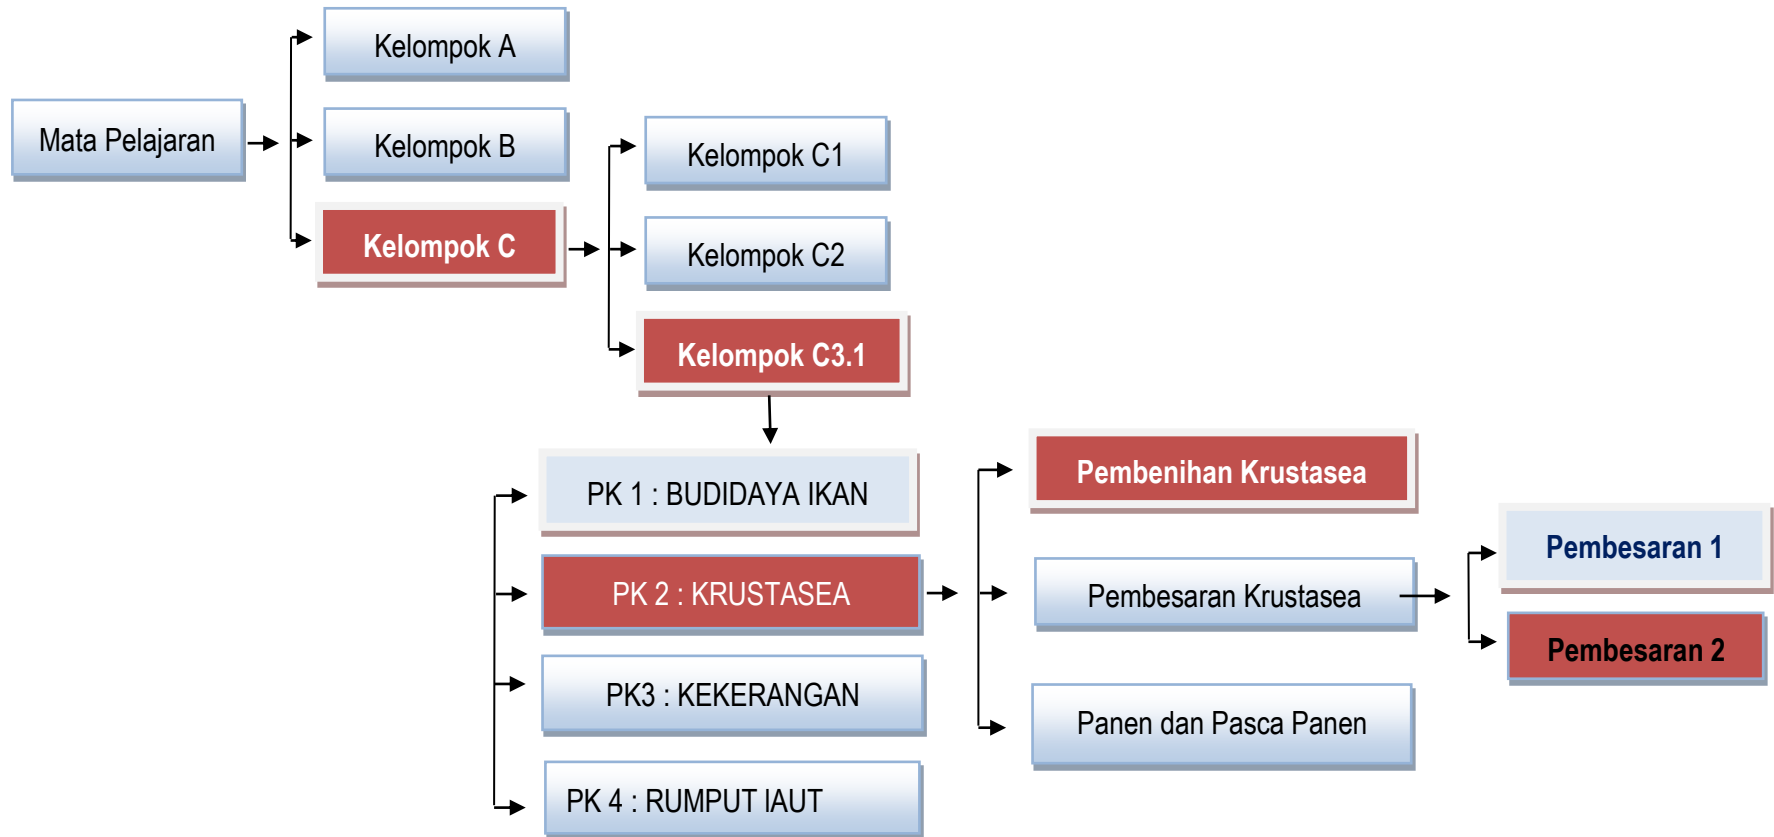 Mata Pelajaran
Kelompok A
Kelompok B
Kelompok C
Kelompok C1
Kelompok C2
Kelompok C3.1
PK 1 : BUDIDAYA IKAN
PK 2 : KRUSTASEA
PK3 : KEKERANGAN
PK 4 : RUMPUT IAUT
Pembenihan Krustasea
Pembesaran Krustasea
Panen dan Pasca Panen
Pembesaran 1
Pembesaran 2